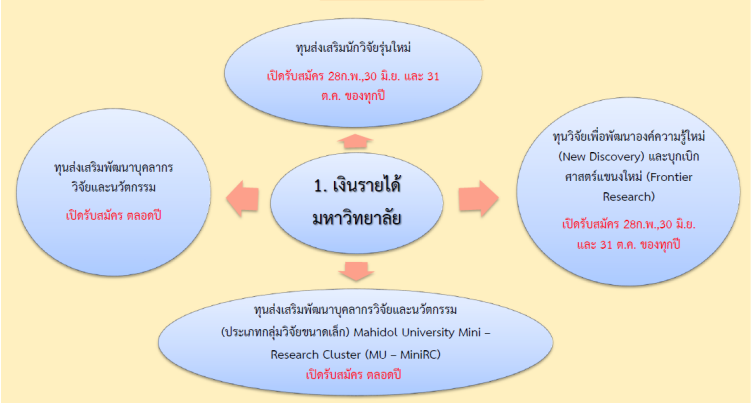 ทุนส่งเสริมนักวิจัยรุ่นใหม่
เปิดรับสมัคร 28ก.พ.,30 มิ.ย. และ 31
ต.ค. ของทุกปี
ทุนส่งเสริมพัฒนาบุคลากร
วิจัยและนวัตกรรม
เปิดรับสมัคร ตลอดปี
1. เงินรายได้
มหาวิทยาลัย
ทุนวิจัยเพื่อพัฒนาองค์ความรู้ใหม่
(New Discovery) และบุกเบิก
ศาสตร์แขนงใหม่ (Frontier
Research)
เปิดรับสมัคร 28ก.พ.,30 มิ.ย.
และ 31 ต.ค. ของทุกปี
ทุนส่งเสริมพัฒนาบุคลากรวิจัยและนวัตกรรม
(ประเภทกลุ่มวิจัยขนาดเล็ก) Mahidol University Mini –
Research Cluster (MU – MiniRC)
เปิดรับสมัคร ตลอดปี